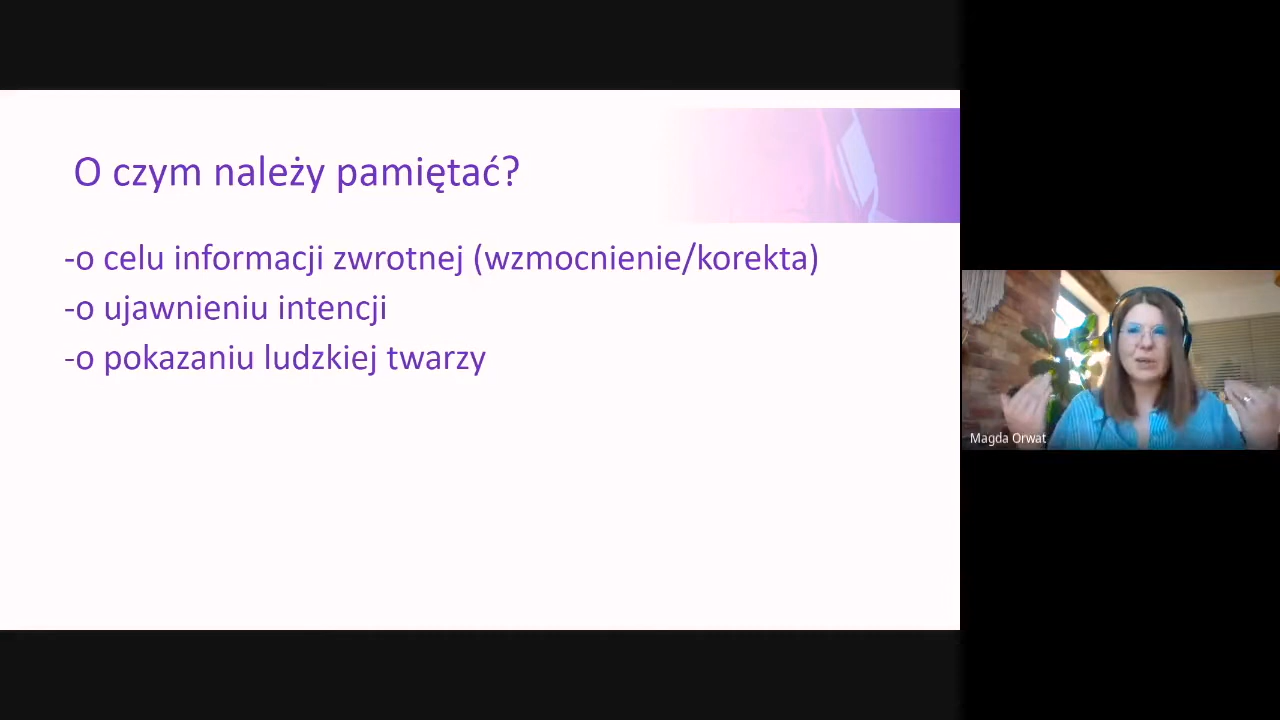 O czym należy pamiętać?
-o celu informacji zwrotnej (wzmocnienie/korekta)
-o ujawnieniu intencji
-o pokazaniu ludzkiej twarzy
Magda Orwat